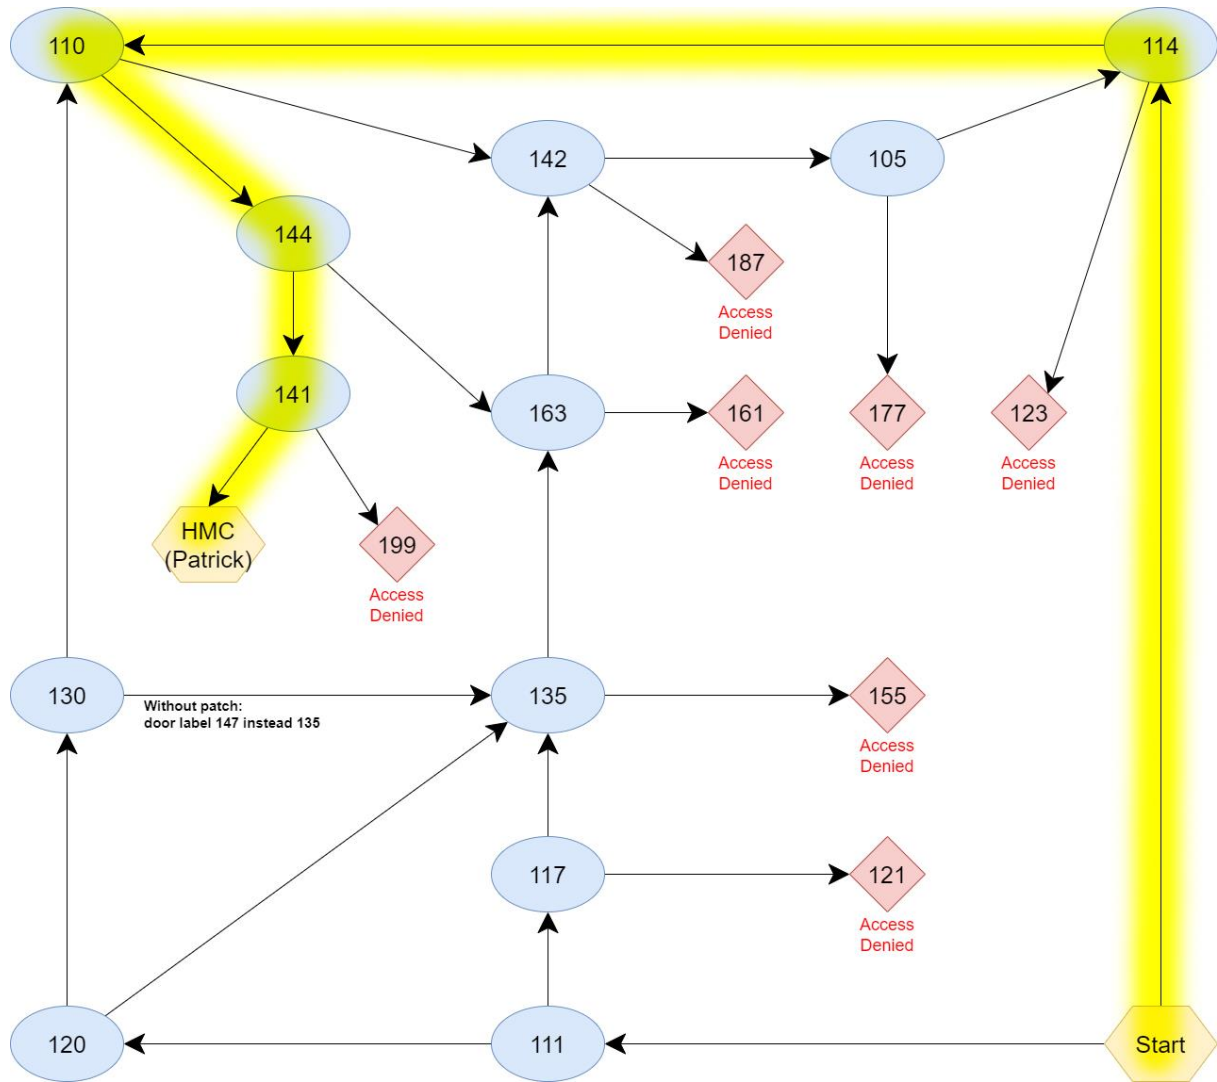 110
114
142
105
144
187
Access
Denied
141
163
161
Access
Denied
177
Access
Denied
123
Access
Denied
HMC
(Patrick)
199
Access
Denied
130
Without patch:
door label 147 instead 135
135
155
Access
Denied
117
121
Access
Denied
120
111
Start